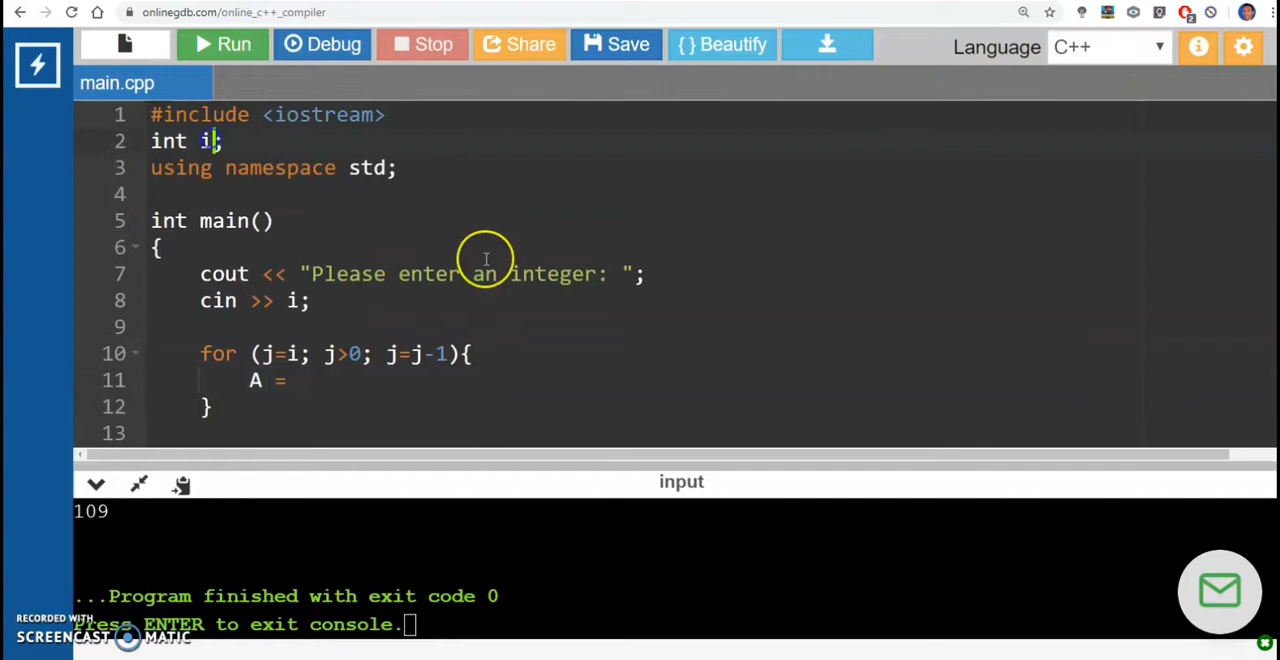 onlinegdb.com/online_c++_compiler
2
Run Debug Stop Share Save { } Beautify Language C++
main.cpp
1 #include <iostream>
2 int i;
3 using namespace std;
4
5 int main()
6 {
7 cout << "Please enter an integer: ";
8 cin >> i;
9
10 for (j=i; j>0; j=j-1){
11 A =
12 }
13
input
109
...Program finished with exit code 0
Press ENTER to exit console.
RECORDED WITH
SCREENCAST MATIC